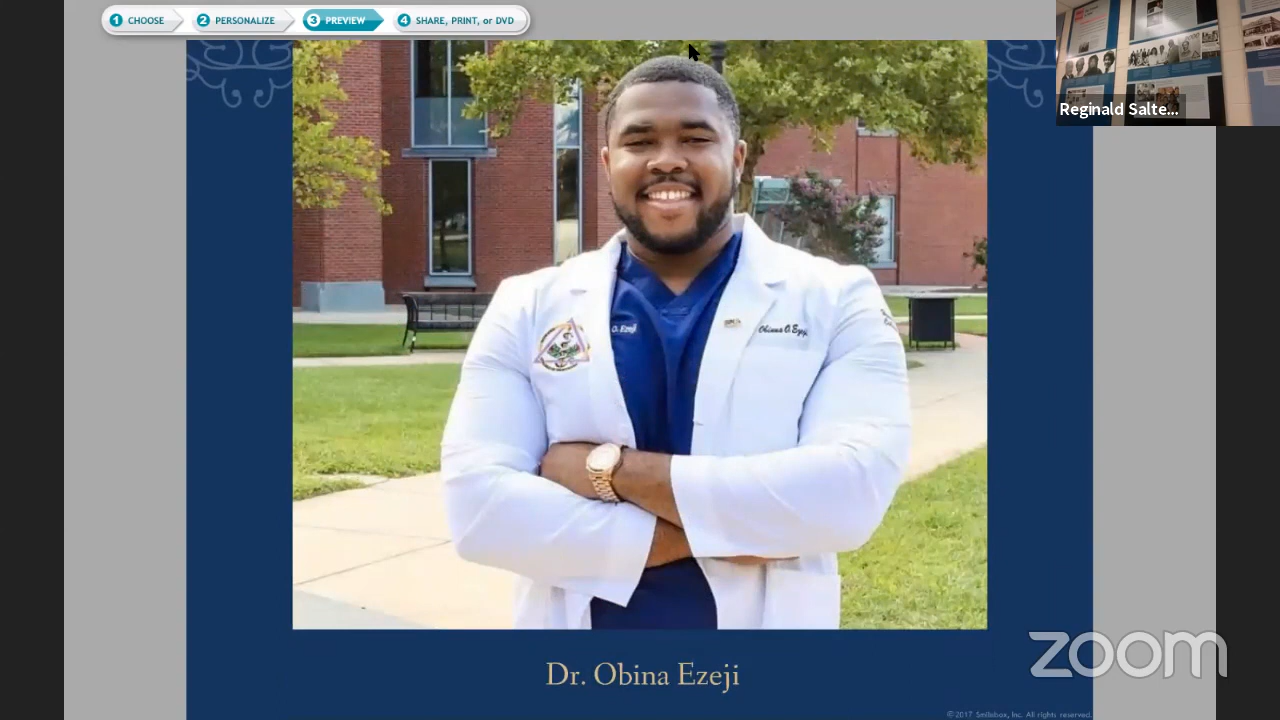 1 CHOOSE
2 PERSONALIZE
3 PREVIEW
4 SHARE, PRINT, or DVD
Reginald Salte...
O. Ezeji
Obinna O. Ezeji
Dr. Obina Ezeji
zoom
© 2017 Smilebox, Inc. All rights reserved.